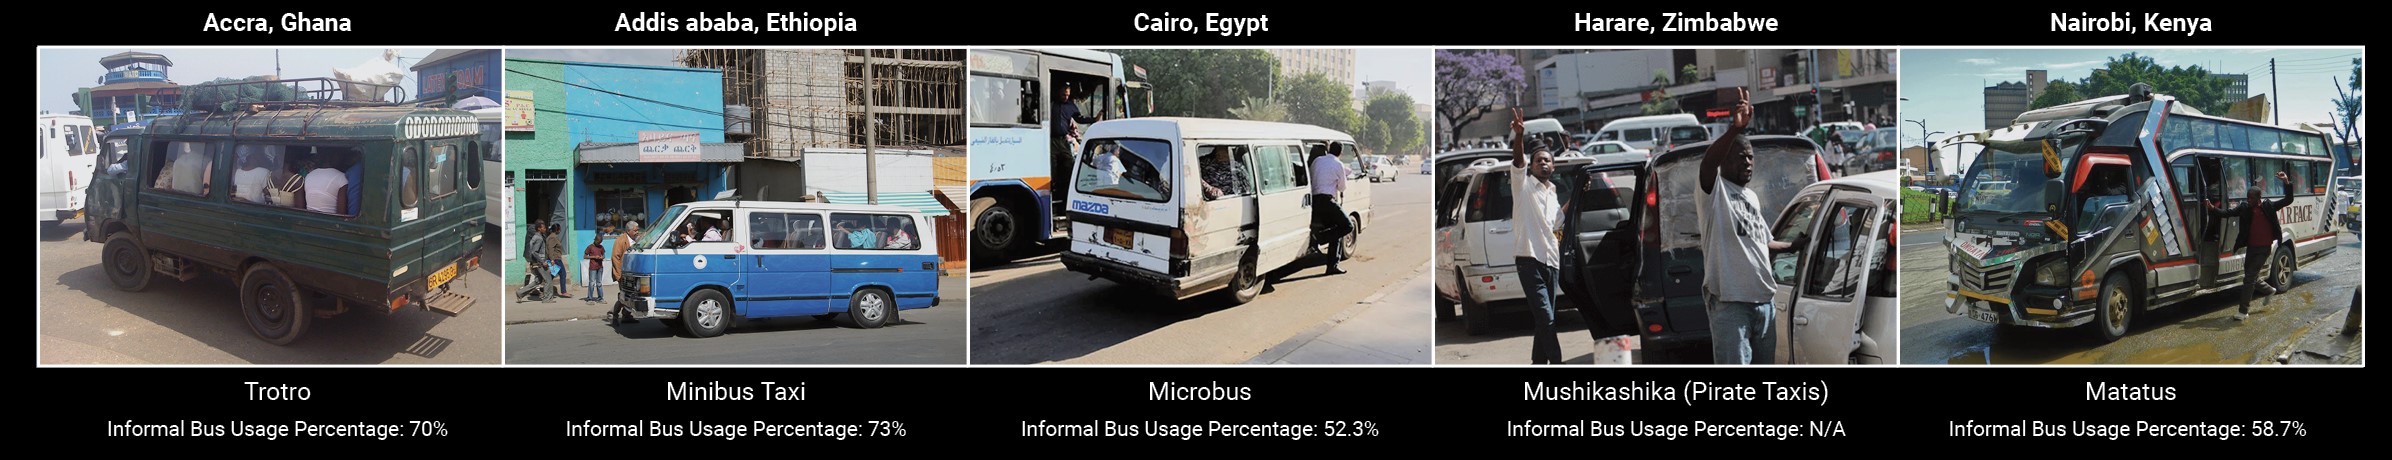 Accra, Ghana
Addis ababa, Ethiopia
Cairo, Egypt
Harare, Zimbabwe
Nairobi, Kenya
ODODODIODIOO
mazda
Trotro
Minibus Taxi
Microbus
Mushikashika (Pirate Taxis)
Matatus
Informal Bus Usage Percentage: 70%
Informal Bus Usage Percentage: 73%
Informal Bus Usage Percentage: 52.3%
Informal Bus Usage Percentage: N/A
Informal Bus Usage Percentage: 58.7%